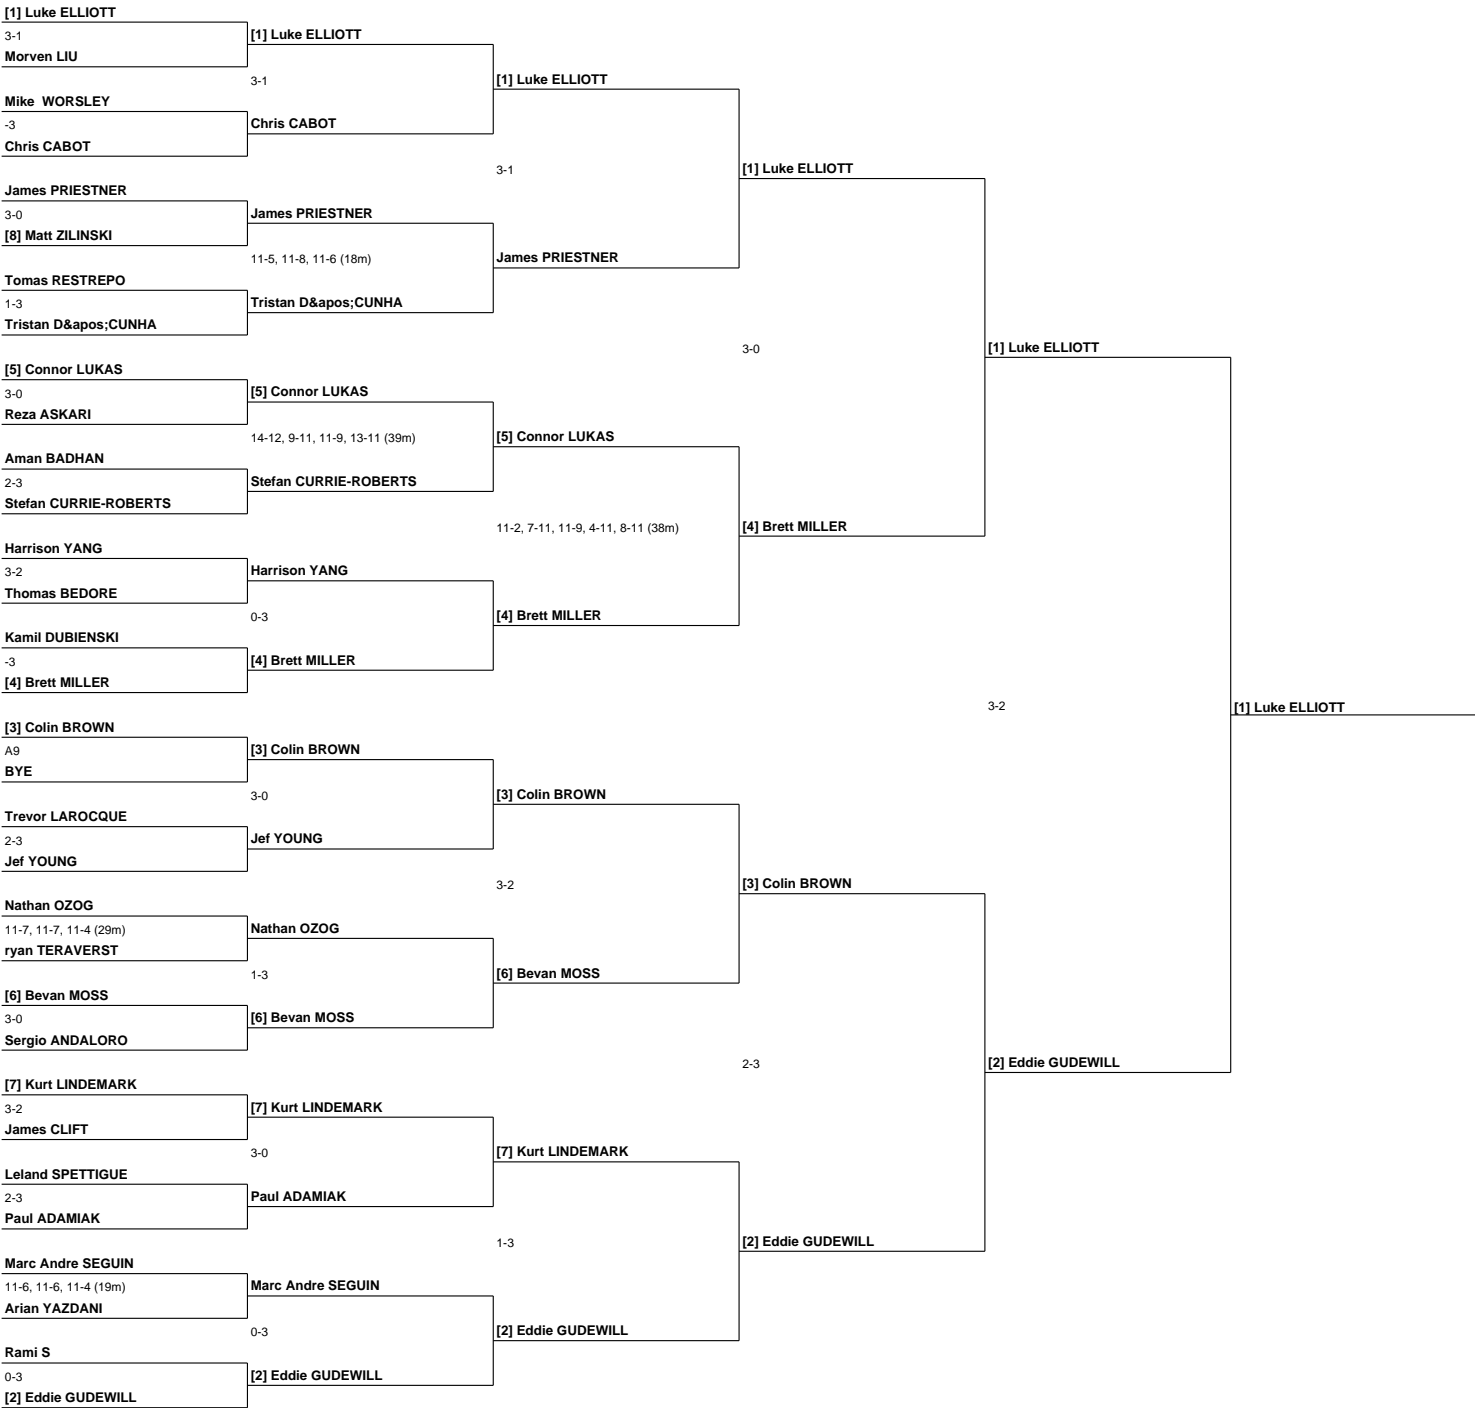 [1] Luke ELLIOTT
3-1
Morven LIU
Mike  WORSLEY
-3
Chris CABOT
James PRIESTNER
3-0
[8] Matt ZILINSKI
Tomas RESTREPO
1-3
Tristan D&apos;CUNHA
[5] Connor LUKAS
3-0
Reza ASKARI
Aman BADHAN
2-3
Stefan CURRIE-ROBERTS
Harrison YANG
3-2
Thomas BEDORE
Kamil DUBIENSKI
-3
[4] Brett MILLER
[3] Colin BROWN
A9
BYE
Trevor LAROCQUE
2-3
Jef YOUNG
Nathan OZOG
11-7, 11-7, 11-4 (29m)
ryan TERAVERST
[6] Bevan MOSS
3-0
Sergio ANDALORO
[7] Kurt LINDEMARK
3-2
James CLIFT
Leland SPETTIGUE
2-3
Paul ADAMIAK
Marc Andre SEGUIN
11-6, 11-6, 11-4 (19m)
Arian YAZDANI
Rami S
0-3
[2] Eddie GUDEWILL
[1] Luke ELLIOTT
3-1
Chris CABOT
James PRIESTNER
11-5, 11-8, 11-6 (18m)
Tristan D&apos;CUNHA
[5] Connor LUKAS
14-12, 9-11, 11-9, 13-11 (39m)
Stefan CURRIE-ROBERTS
Harrison YANG
0-3
[4] Brett MILLER
[3] Colin BROWN
3-0
Jef YOUNG
Nathan OZOG
1-3
[6] Bevan MOSS
[7] Kurt LINDEMARK
3-0
Paul ADAMIAK
Marc Andre SEGUIN
0-3
[2] Eddie GUDEWILL
[1] Luke ELLIOTT
3-1
James PRIESTNER
[5] Connor LUKAS
11-2, 7-11, 11-9, 4-11, 8-11 (38m)
[4] Brett MILLER
[3] Colin BROWN
3-2
[6] Bevan MOSS
[7] Kurt LINDEMARK
1-3
[2] Eddie GUDEWILL
[1] Luke ELLIOTT
3-0
[4] Brett MILLER
[3] Colin BROWN
2-3
[2] Eddie GUDEWILL
[1] Luke ELLIOTT
3-2
[2] Eddie GUDEWILL
[1] Luke ELLIOTT